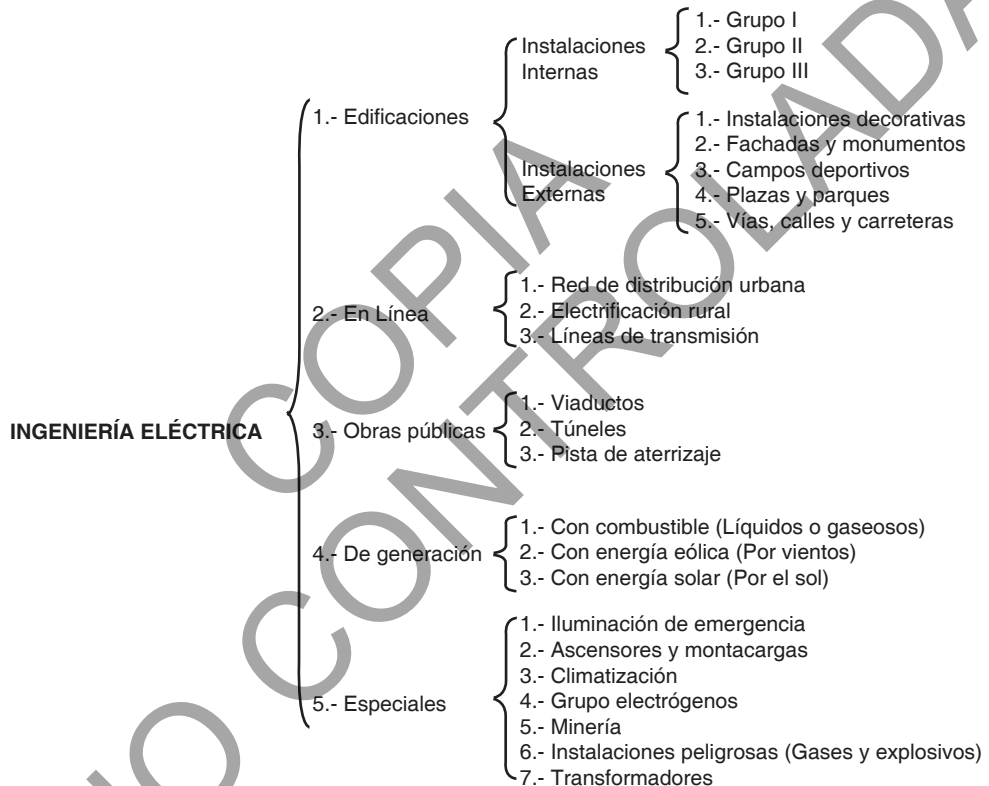 INGENIERÍA ELÉCTRICA
1.- Edificaciones
Instalaciones
Internas
1.- Grupo I
2.- Grupo II
3.- Grupo III
Instalaciones
Externas
1.- Instalaciones decorativas
2.- Fachadas y monumentos
3.- Campos deportivos
4.- Plazas y parques
5.- Vías, calles y carreteras
2.- En Línea
1.- Red de distribución urbana
2.- Electrificación rural
3.- Líneas de transmisión
3.- Obras públicas
1.- Viaductos
2.- Túneles
3.- Pista de aterrizaje
4.- De generación
1.- Con combustible (Líquidos o gaseosos)
2.- Con energía eólica (Por vientos)
3.- Con energía solar (Por el sol)
5.- Especiales
1.- Iluminación de emergencia
2.- Ascensores y montacargas
3.- Climatización
4.- Grupo electrógenos
5.- Minería
6.- Instalaciones peligrosas (Gases y explosivos)
7.- Transformadores
COPIA
NO CONTROLADA